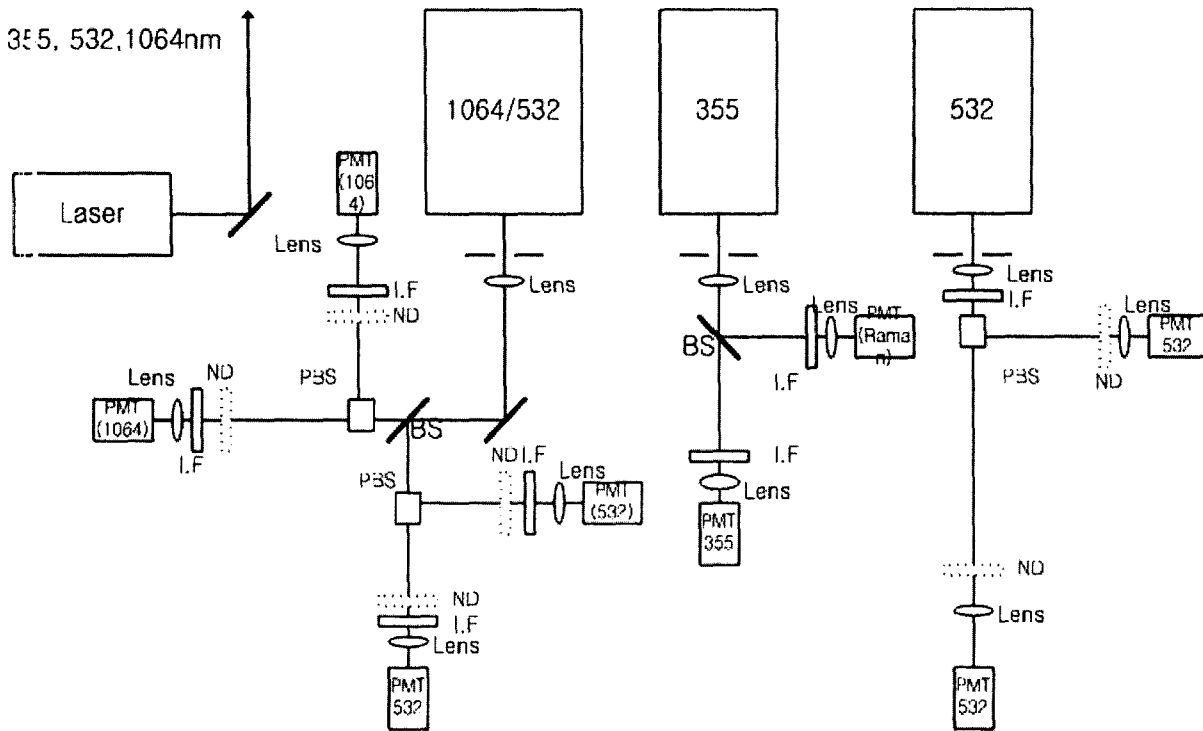 355, 532,1064nm
1064/532
355
532
Laser
PMT
(106
4)
Lens
I.F
ND
Lens
Lens
Lens
I.F
BS
I.F
Lens
PMT
(Rama
n)
PBS
ND
Lens
PMT
532
PBS
ND
Lens
PMT
(1064)
I.F
BS
PBS
ND
I.F
Lens
PMT
(532)
I.F
Lens
PMT
355
ND
I.F
Lens
PMT
532
ND
Lens
PMT
532